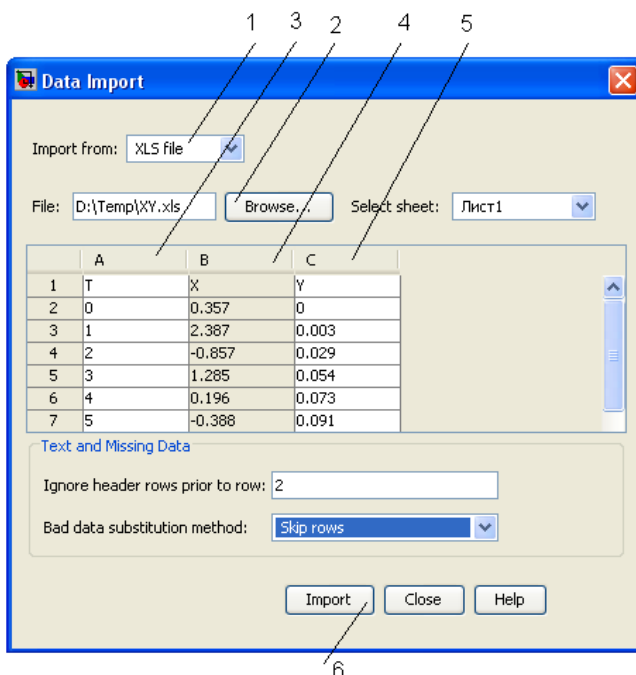 1 3 2 4 5
Data Import
Import from: XLS file
File: D:\Temp\XY.xls Browse... Select sheet: Лист1
A B C
1 T X Y
2 0 0.357 0
3 1 2.387 0.003
4 2 -0.857 0.029
5 3 1.285 0.054
6 4 0.196 0.073
7 5 -0.388 0.091
Text and Missing Data
Ignore header rows prior to row: 2
Bad data substitution method: Skip rows
Import Close Help
6